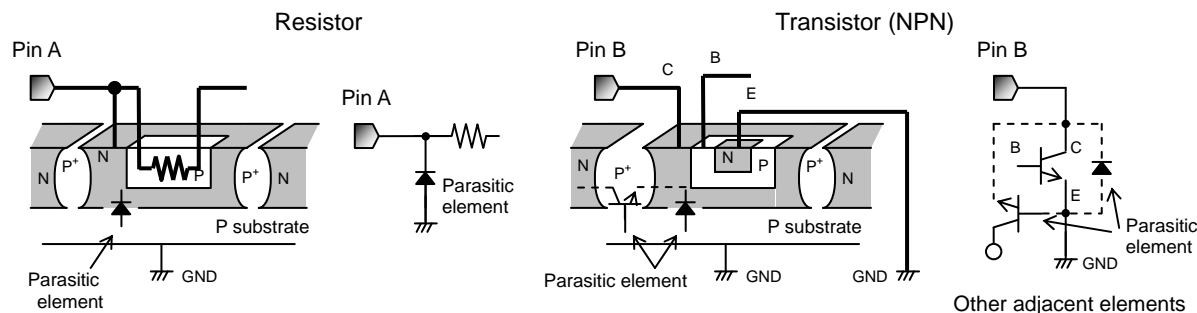 Resistor
Pin A
N
N
P+
P
P+
N
P substrate
Parasitic
element
GND
Pin A
Parasitic
element
Transistor (NPN)
Pin B
C
B
E
N
P+
N
P
P+
N
P substrate
Parasitic element
GND
GND
Pin B
B
C
E
Parasitic
element
GND
Other adjacent elements